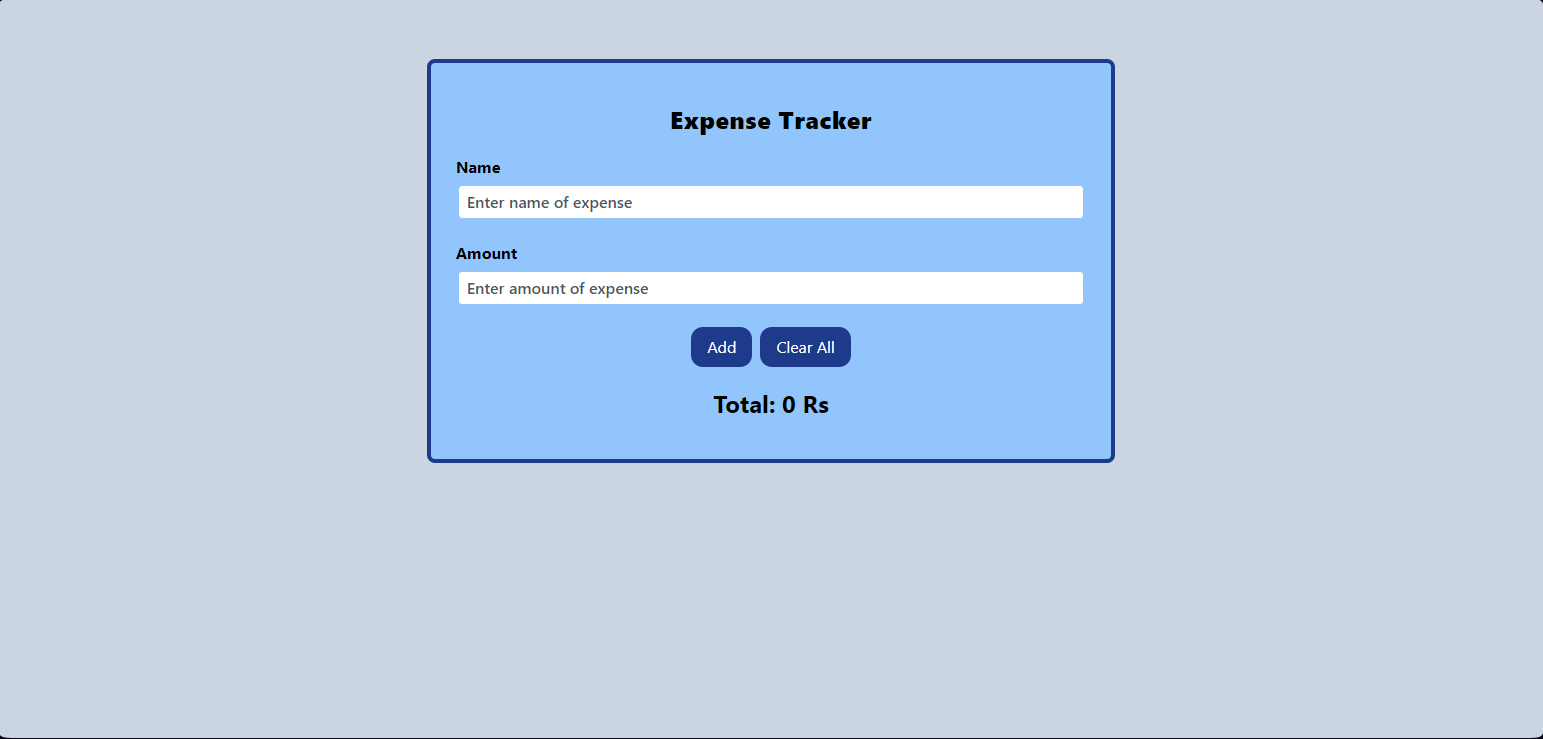 Expense Tracker
Name
Enter name of expense
Amount
Enter amount of expense
Add Clear All
Total: 0 Rs